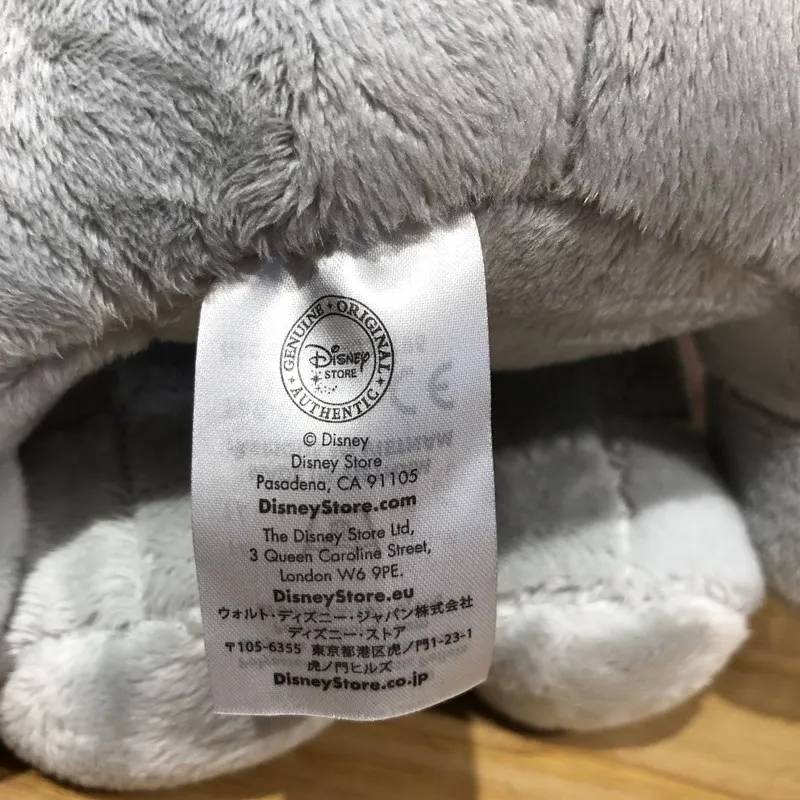 GENUINE • ORIGINAL • AUTHENTIC •
Disney
STORE
CE
© Disney
Disney Store
Pasadena, CA 91105
DisneyStore.com
The Disney Store Ltd,
3 Queen Caroline Street,
London W6 9PE.
DisneyStore.eu
ウォルト・ディズニー・ジャパン株式会社
ディズニー・ストア
〒105-6355 東京都港区虎ノ門1-23-1
虎ノ門ヒルズ
DisneyStore.co.jp